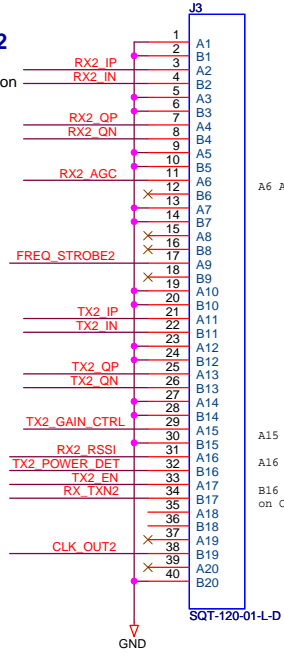 J3
2
1 A1
2 B1
RX2_IP 3 A2
RX2_IN 4 B2
on
5 A3
6 B3
RX2_QP 7 A4
RX2_QN 8 B4
9 A5
10 B5
RX2_AGC 11 A6
A6 A
12 B6
13 A7
14 B7
15 A8
16 B8
FREQ_STROBE2 17 A9
18 B9
19 A10
20 B10
TX2_IP 21 A11
TX2_IN 22 B11
23 A12
24 B12
TX2_QP 25 A13
TX2_QN 26 B13
27 A14
28 B14
TX2_GAIN_CTRL 29 A15
30 B15
A15
RX2_RSSI 31 A16
TX2_POWER_DET 32 B16
A16
TX2_EN 33 A17
RX_TXN2 34 B17
B16
on
35 A18
36 B18
37 A19
CLK_OUT2 38 B19
39 A20
40 B20
SQT-120-01-L-D
GND